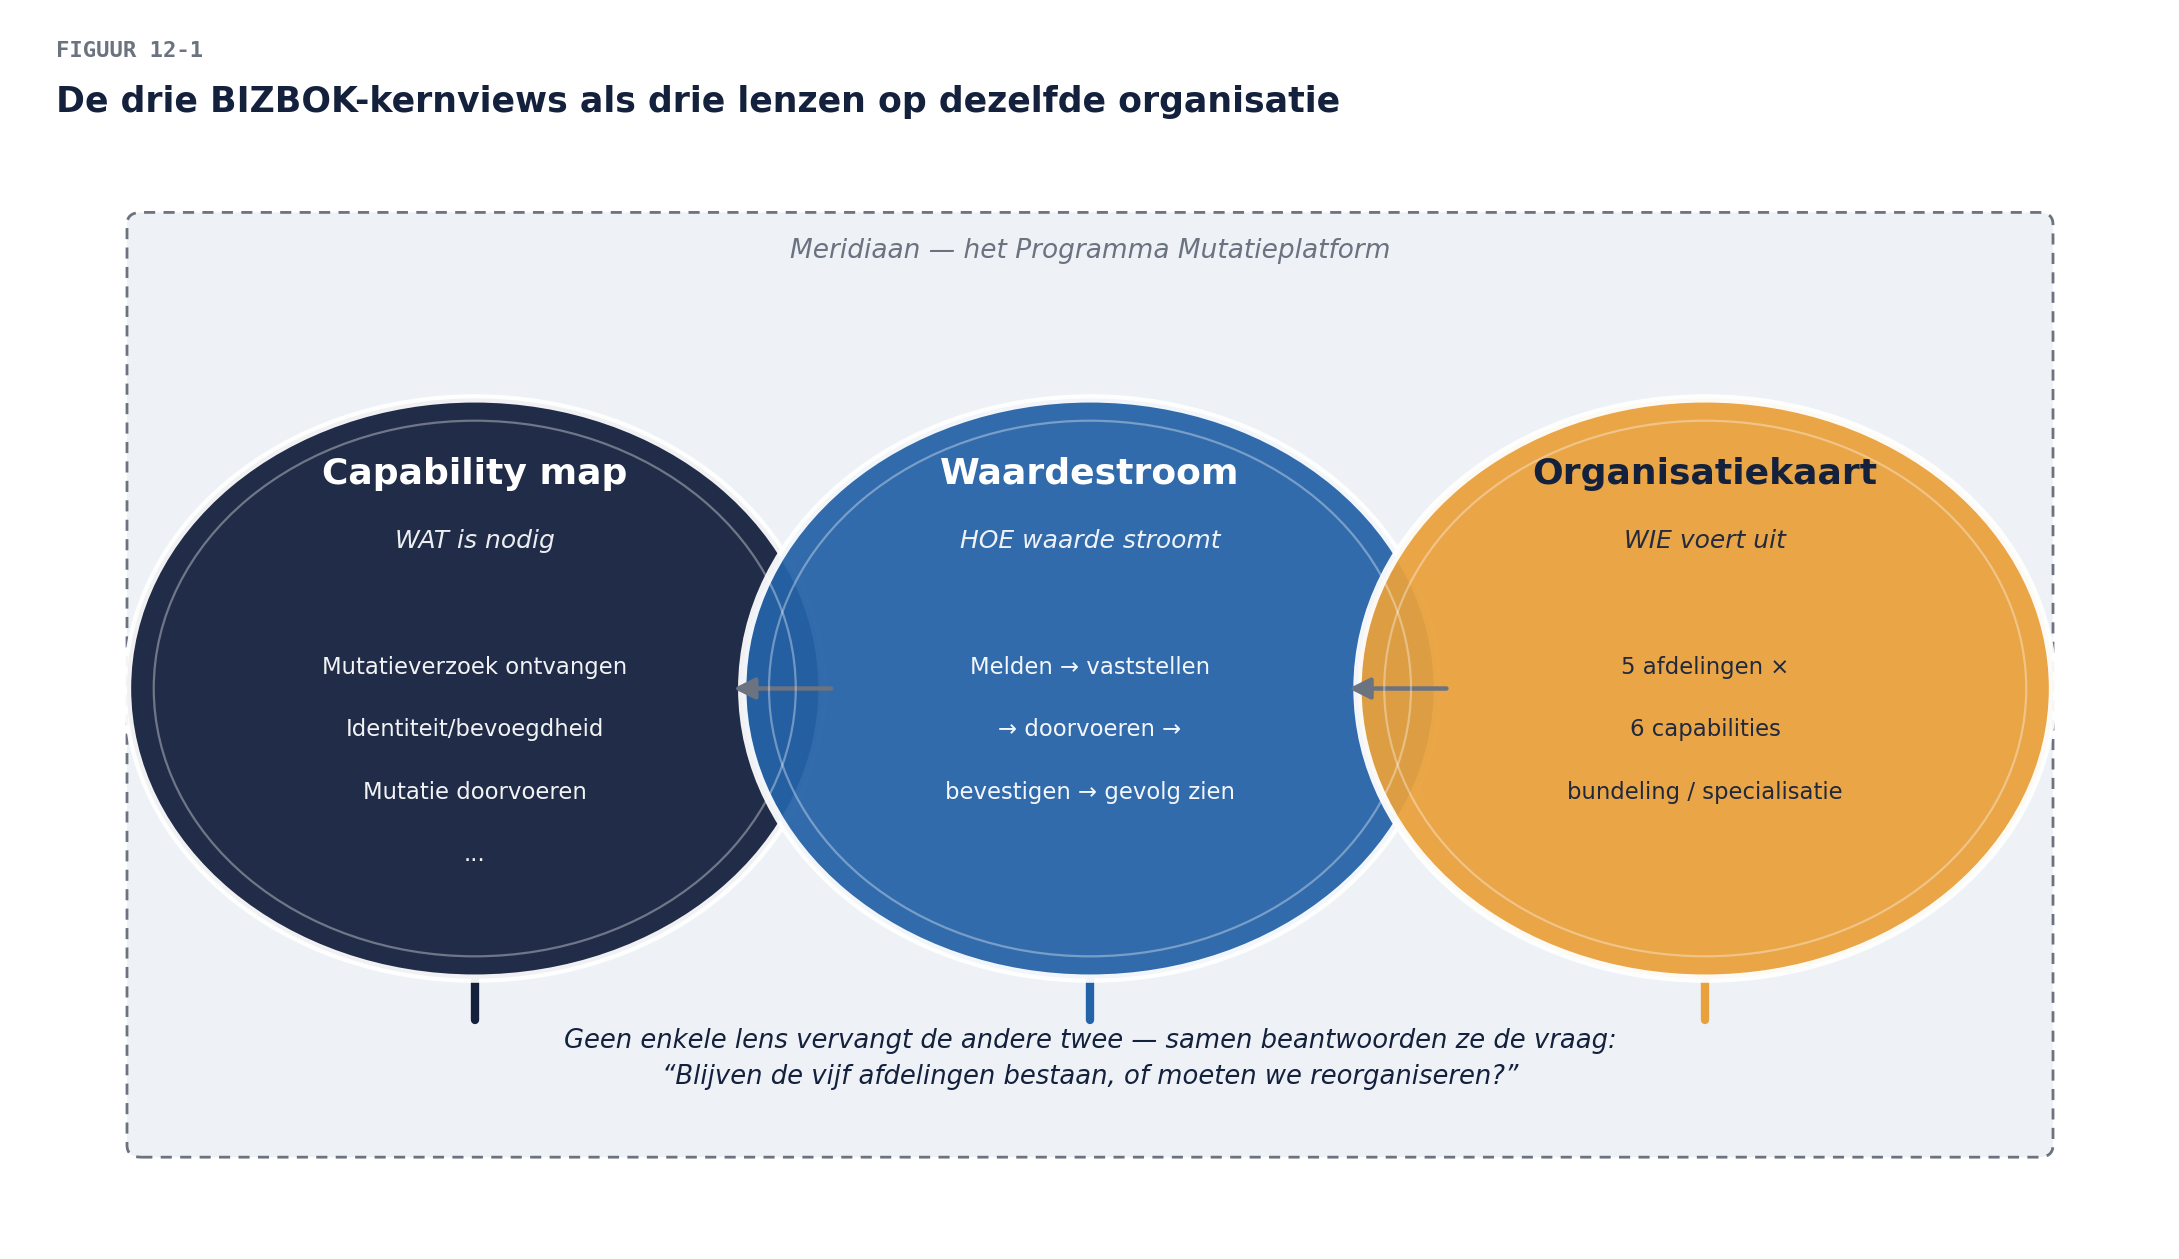 FIGUUR 12-1
De drie BIZBOK-kernviews als drie lenzen op dezelfde organisatie
Meridiaan — het Programma Mutatieplatform
Capability map
WAT is nodig
Mutatieverzoek ontvangen
Identiteit/bevoegdheid
Mutatie doorvoeren
...
Waardestroom
HOE waarde stroomt
Melden → vaststellen
→ doorvoeren →
bevestigen → gevolg zien
Organisatiekaart
WIE voert uit
5 afdelingen ×
6 capabilities
bundeling / specialisatie
Geen enkele lens vervangt de andere twee — samen beantwoorden ze de vraag:
“Blijven de vijf afdelingen bestaan, of moeten we reorganiseren?”